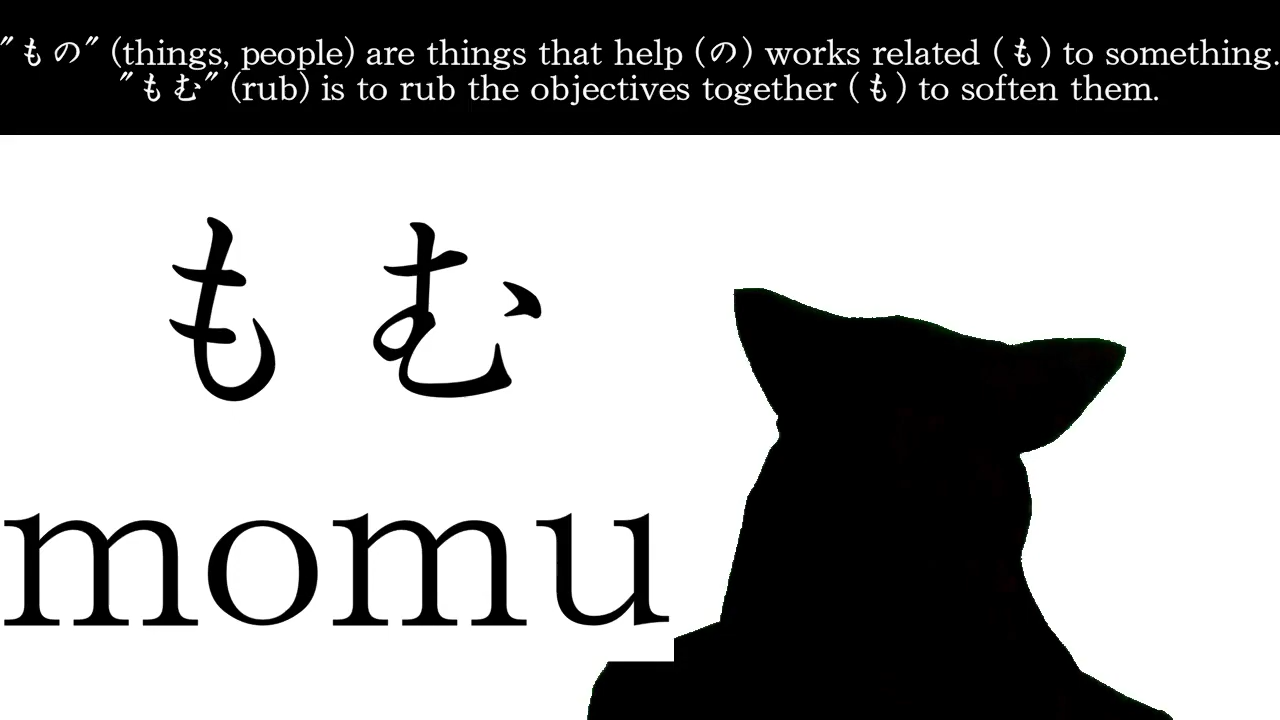 "もの" (things, people) are things that help (の) works related (も) to something.
"もむ" (rub) is to rub the objectives together (も) to soften them.
もむ
momu